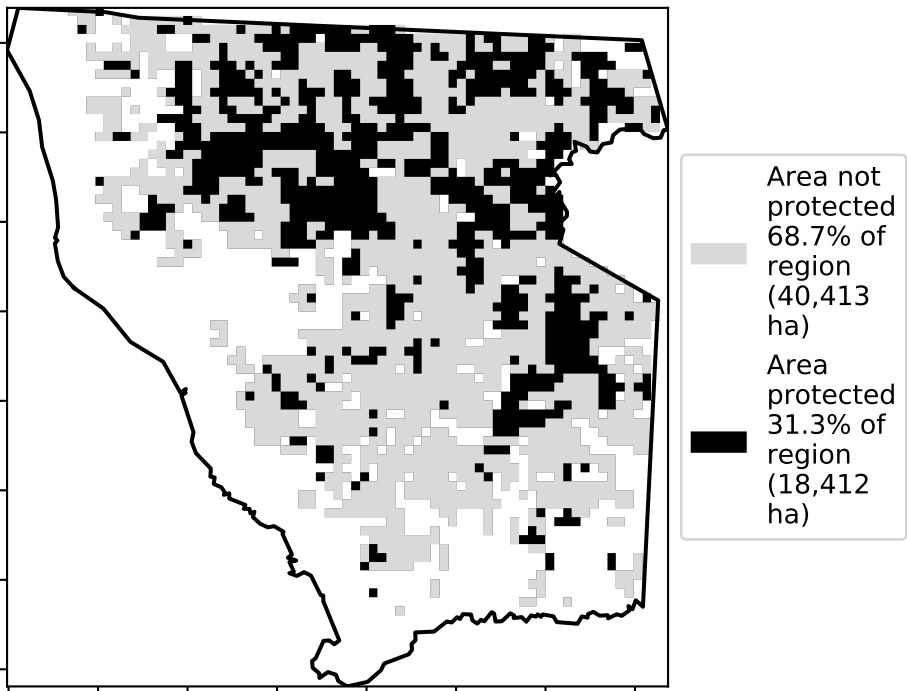 Area not
protected
68.7% of
region
(40,413
ha)
Area
protected
31.3% of
region
(18,412
ha)